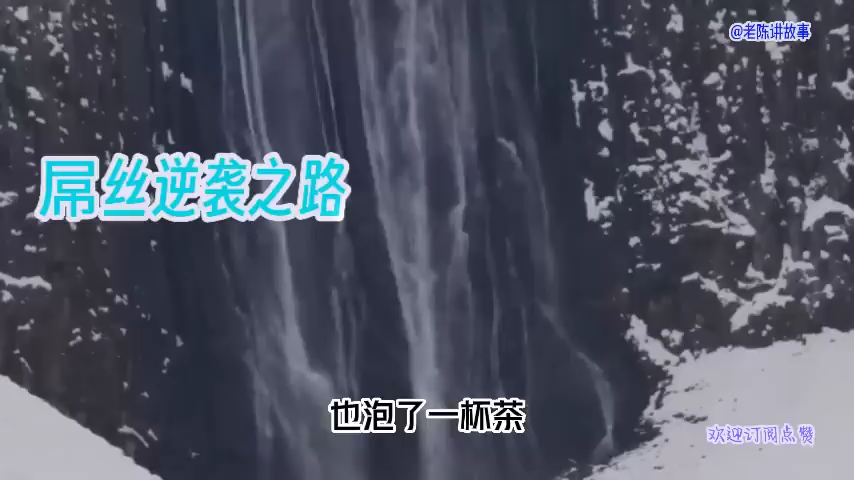 @老陈讲故事
屌丝逆袭之路
也泡了一杯茶
欢迎订阅点赞